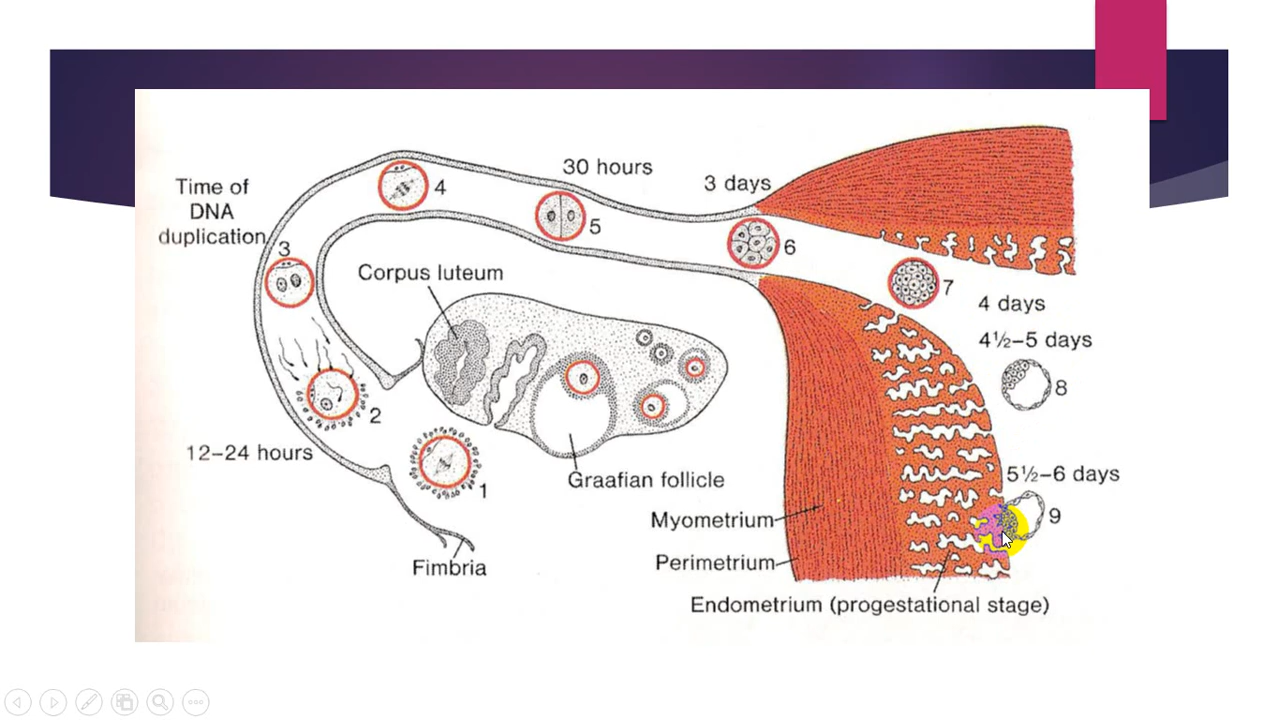 30 hours
3 days
Time of
DNA
duplication
4
5
6
3
Corpus luteum
7
4 days
4½–5 days
8
2
12–24 hours
Graafian follicle
1
5½–6 days
9
Myometrium
Perimetrium
Fimbria
Endometrium (progestational stage)